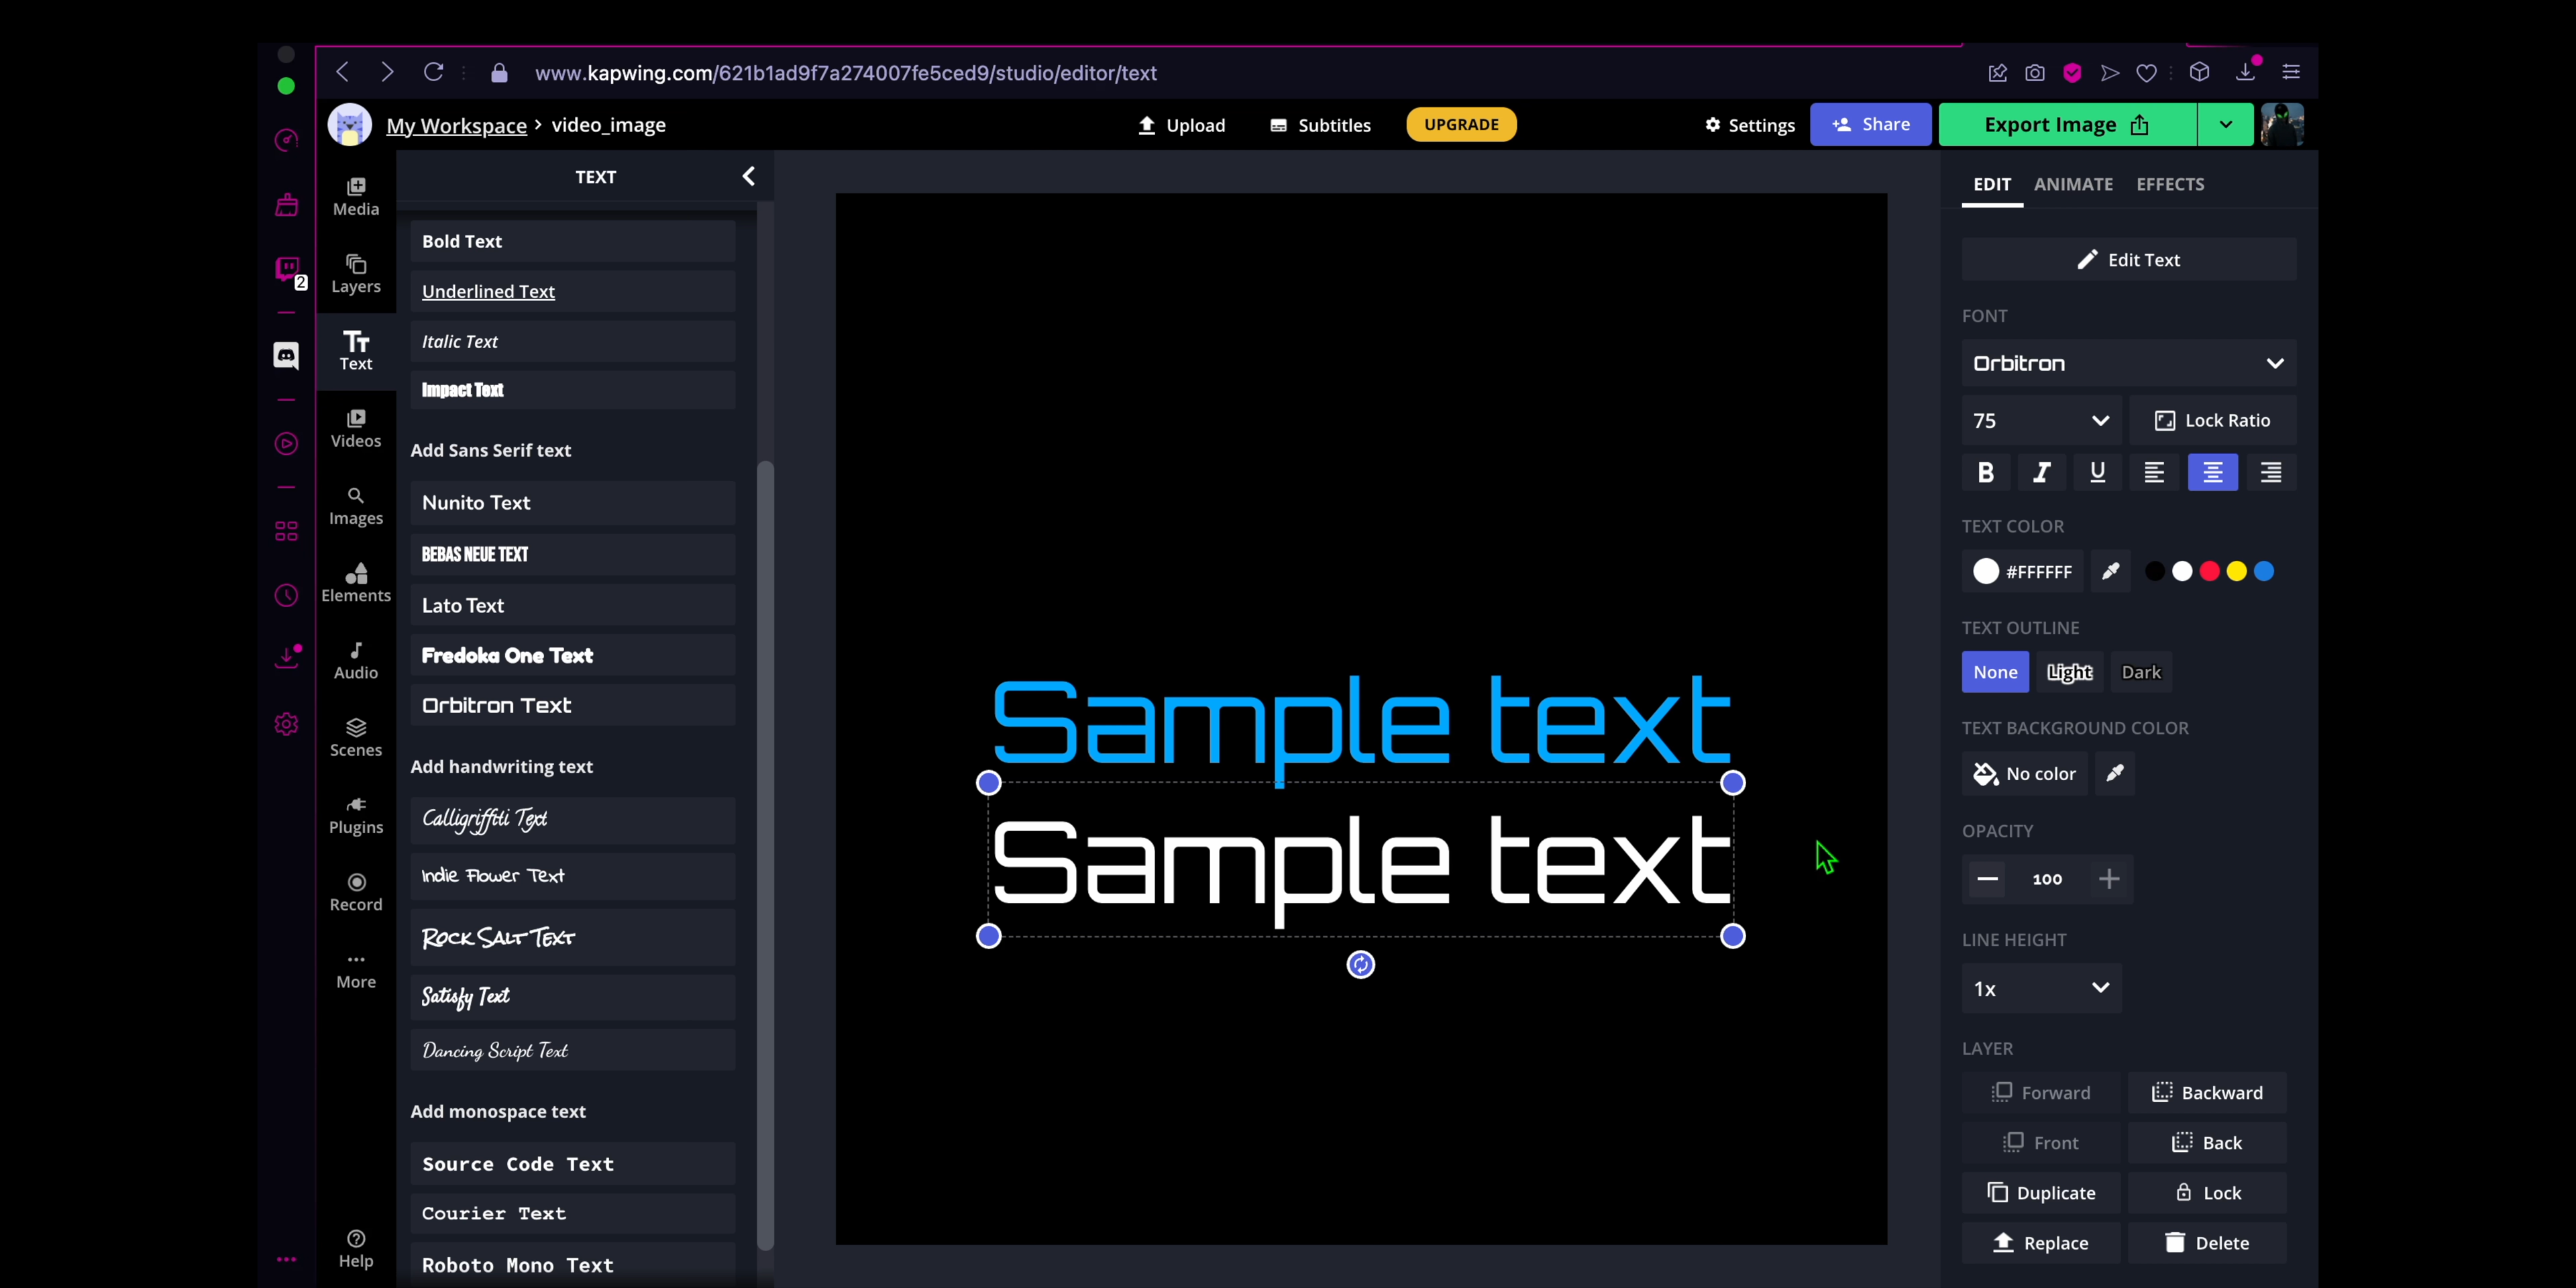 www.kapwing.com/621b1ad9f7a274007fe5ced9/studio/editor/text
My Workspace > video_image
Upload
Subtitles
UPGRADE
Settings
Share
Export Image
2
Media
Layers
Text
Videos
Images
Elements
Audio
Scenes
Plugins
Record
More
Help
TEXT
Bold Text
Underlined Text
Italic Text
Impact Text
Add Sans Serif text
Nunito Text
BEBAS NEUE TEXT
Lato Text
Fredoka One Text
Orbitron Text
Add handwriting text
Calligriffiti Text
Indie Flower Text
Rock Salt Text
Satisfy Text
Dancing Script Text
Add monospace text
Source Code Text
Courier Text
Roboto Mono Text
Sample text
Sample text
EDIT ANIMATE EFFECTS
Edit Text
FONT
Orbitron
75 Lock Ratio
B I U
TEXT COLOR
#FFFFFF
TEXT OUTLINE
None Light Dark
TEXT BACKGROUND COLOR
No color
OPACITY
100
LINE HEIGHT
1x
LAYER
Forward Backward
Front Back
Duplicate Lock
Replace Delete